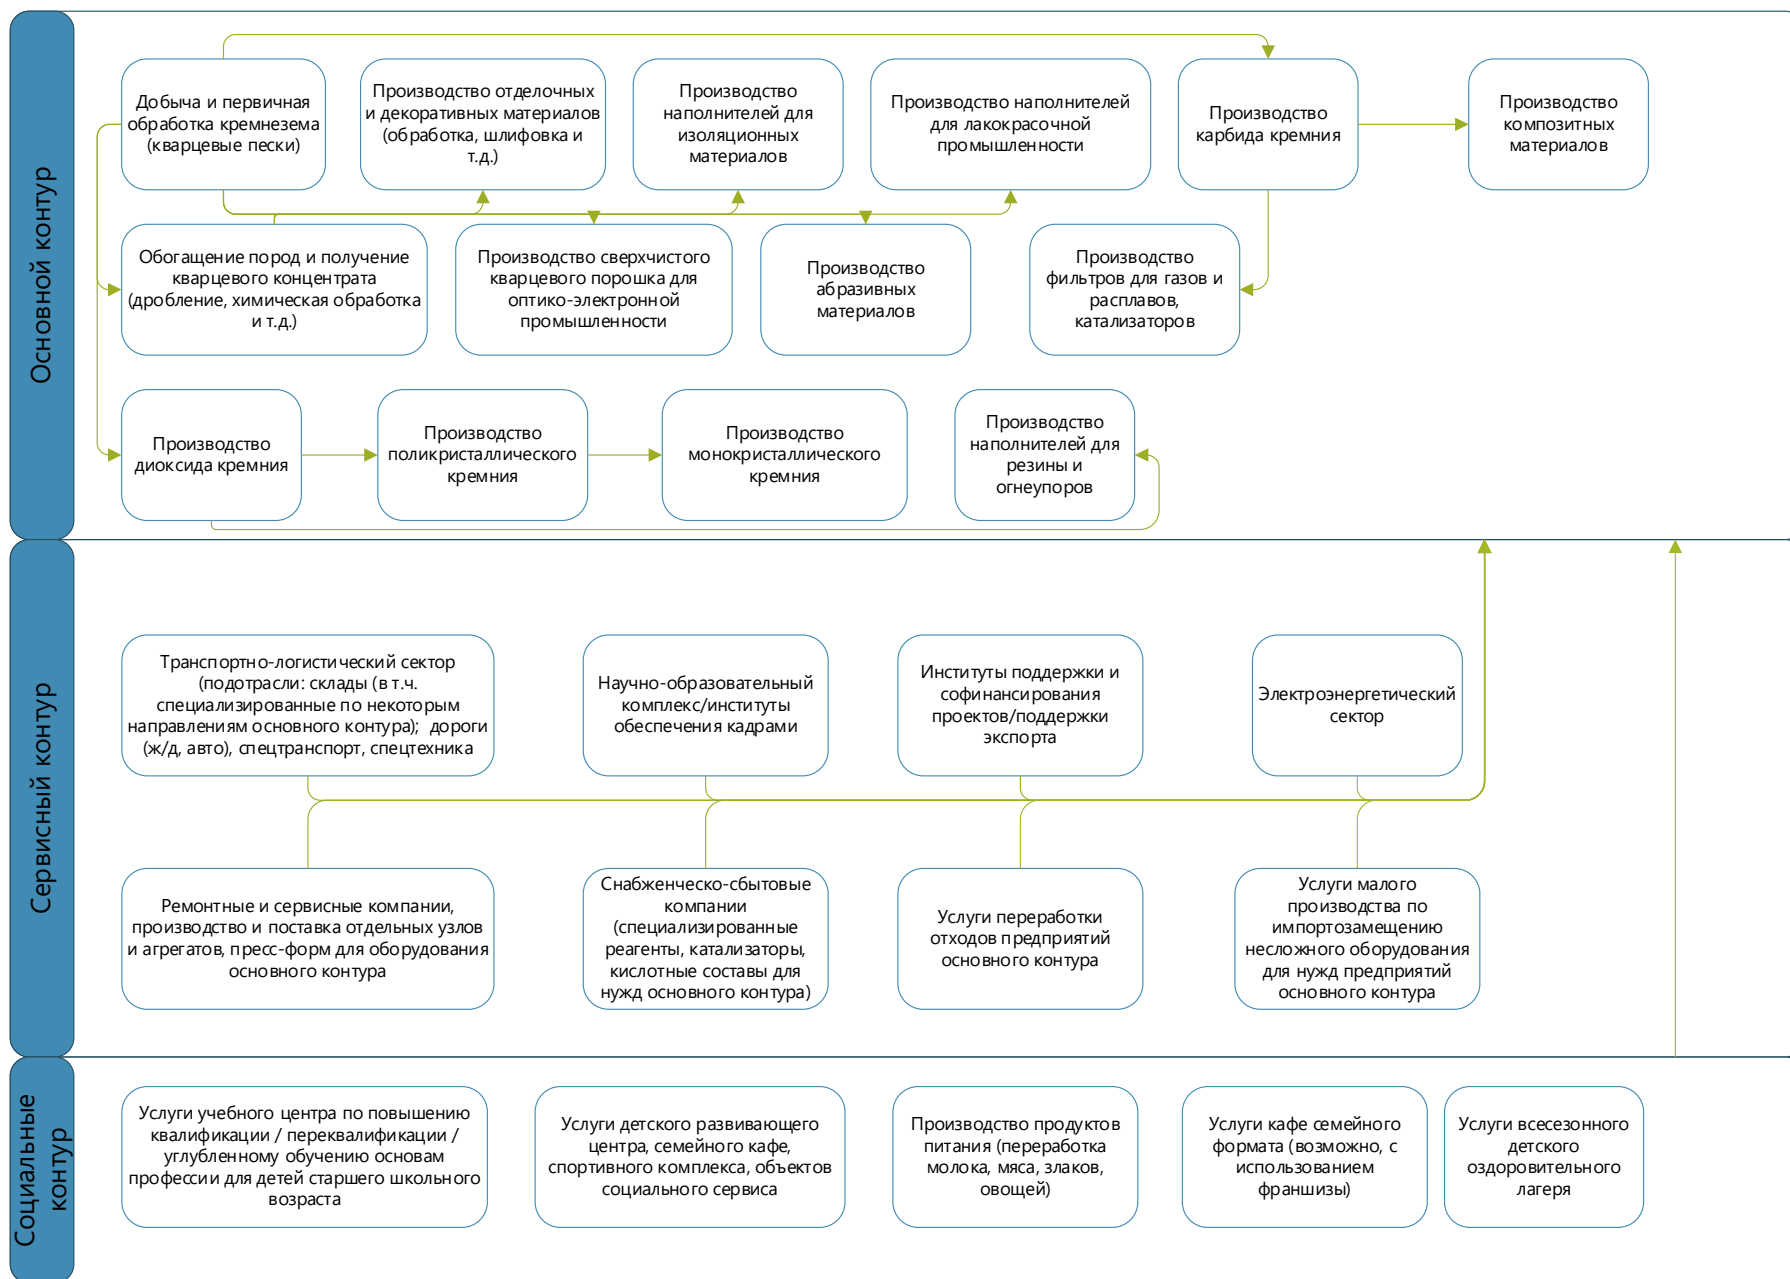 Основной контур
Добыча и первичная
обработка кремнезема
(кварцевые пески)
Производство отделочных
и декоративных материалов
(обработка, шлифовка и
т.д.)
Производство
наполнителей для
изоляционных
материалов
Производство наполнителей
для лакокрасочной
промышленности
Производство
карбида кремния
Производство
композитных
материалов
Обогащение пород и получение
кварцевого концентрата
(дробление, химическая обработка
и т.д.)
Производство сверхчистого
кварцевого порошка для
оптико-электронной
промышленности
Производство
абразивных
материалов
Производство
фильтров для газов и
расплавов,
катализаторов
Производство
диоксида кремния
Производство
поликристаллического
кремния
Производство
монокристаллического
кремния
Производство
наполнителей для
резины и
огнеупоров
Сервисный контур
Транспортно-логистический сектор
(подотрасли: склады (в т.ч.
специализированные по некоторым
направлениям основного контура);  дороги
(ж/д, авто), спецтранспорт, спецтехника
Научно-образовательный
комплекс/институты
обеспечения кадрами
Институты поддержки и
софинансирования
проектов/поддержки
экспорта
Электроэнергетический
сектор
Ремонтные и сервисные компании,
производство и поставка отдельных узлов
и агрегатов, пресс-форм для оборудования
основного контура
Снабженческо-сбытовые
компании
(специализированные
реагенты, катализаторы,
кислотные составы для
нужд основного контура)
Услуги переработки
отходов предприятий
основного контура
Услуги малого
производства по
импортозамещению
несложного оборудования
для нужд предприятий
основного контура
Социальные
контур
Услуги учебного центра по повышению
квалификации / переквалификации /
углубленному обучению основам
профессии для детей старшего школьного
возраста
Услуги детского развивающего
центра, семейного кафе,
спортивного комплекса, объектов
социального сервиса
Производство продуктов
питания (переработка
молока, мяса, злаков,
овощей)
Услуги кафе семейного
формата (возможно, с
использованием
франшизы)
Услуги всесезонного
детского
оздоровительного
лагеря